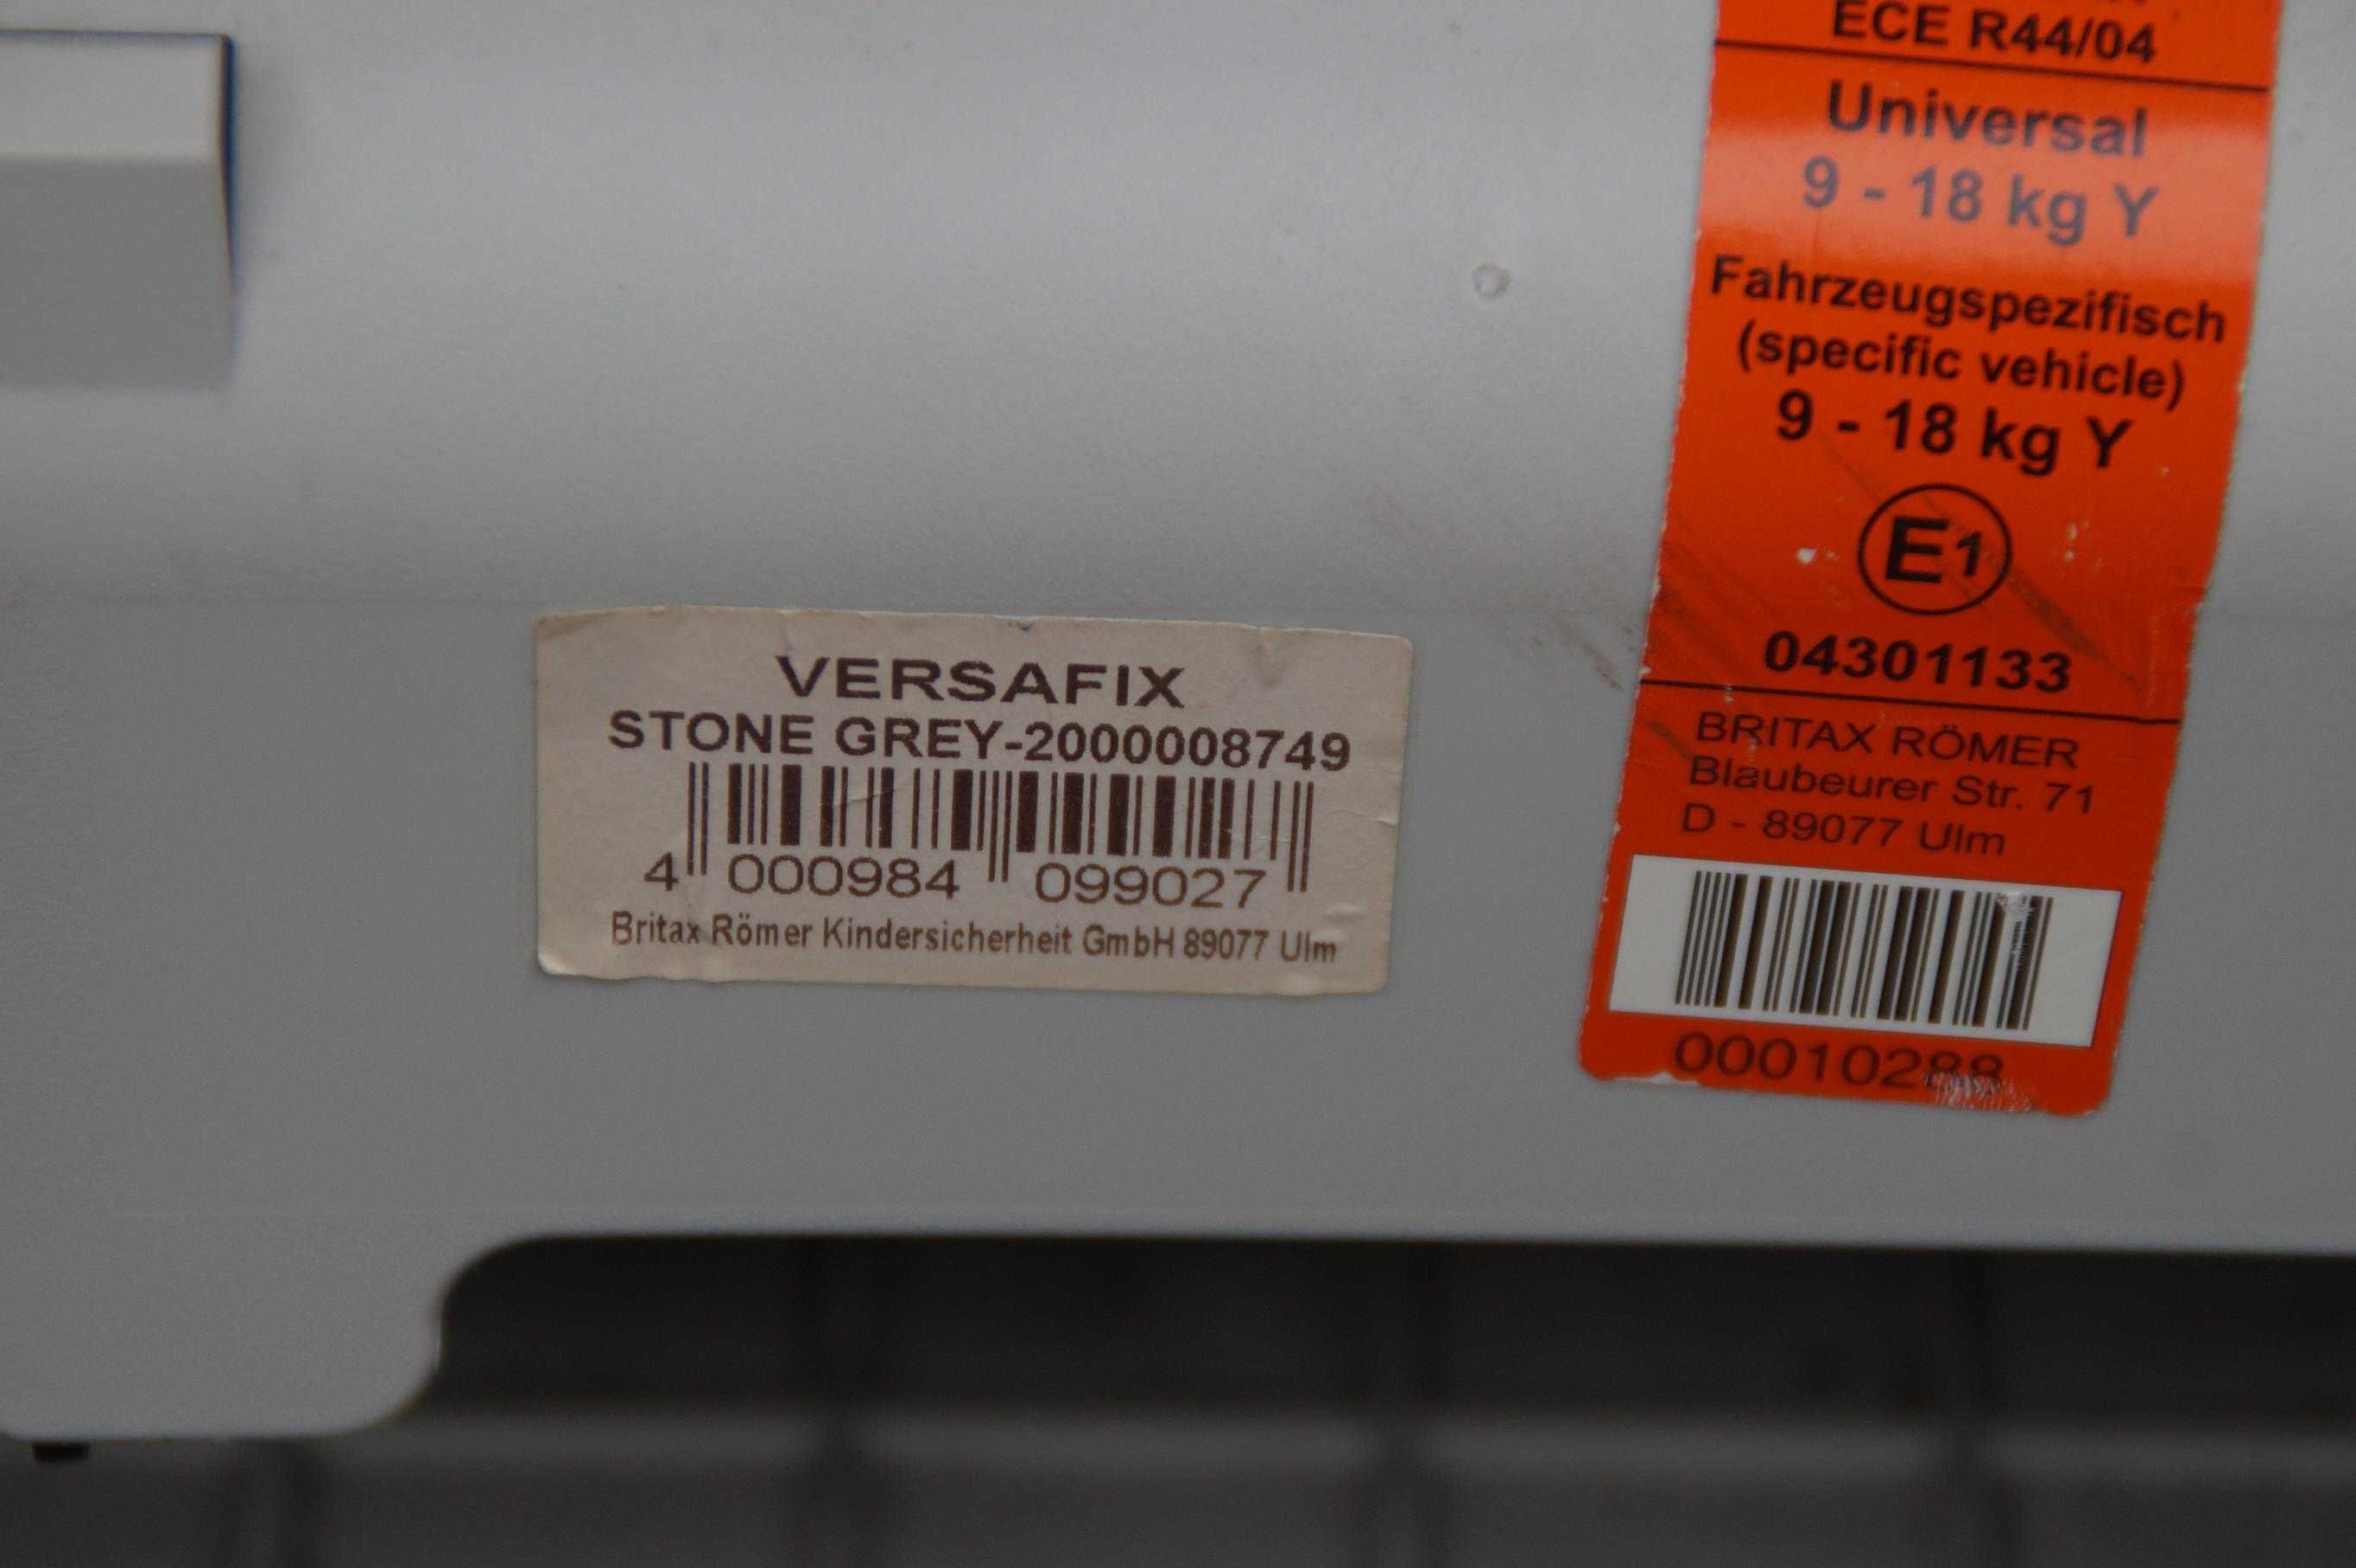 VERSAFIX
STONE GREY-2000008749
4 000984 099027
Britax Römer Kindersicherheit GmbH 89077 Ulm
ECE R44/04
Universal
9 - 18 kg Y
Fahrzeugspezifisch
(specific vehicle)
9 - 18 kg Y
E1
04301133
BRITAX RÖMER
Blaubeurer Str. 71
D - 89077 Ulm
00010288